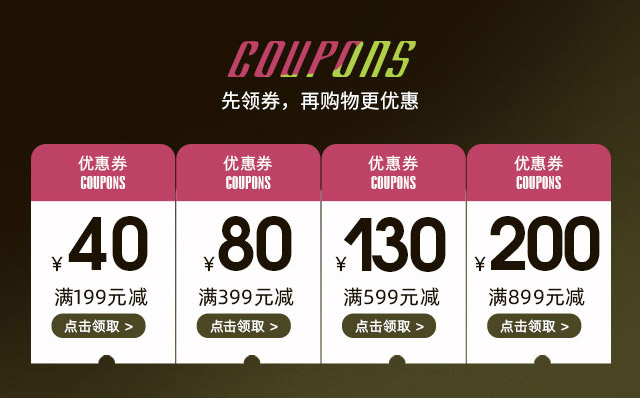 COUPONS
先领券，再购物更优惠
优惠券
COUPONS
¥40
满199元减
点击领取 >
优惠券
COUPONS
¥80
满399元减
点击领取 >
优惠券
COUPONS
¥130
满599元减
点击领取 >
优惠券
COUPONS
¥200
满899元减
点击领取 >